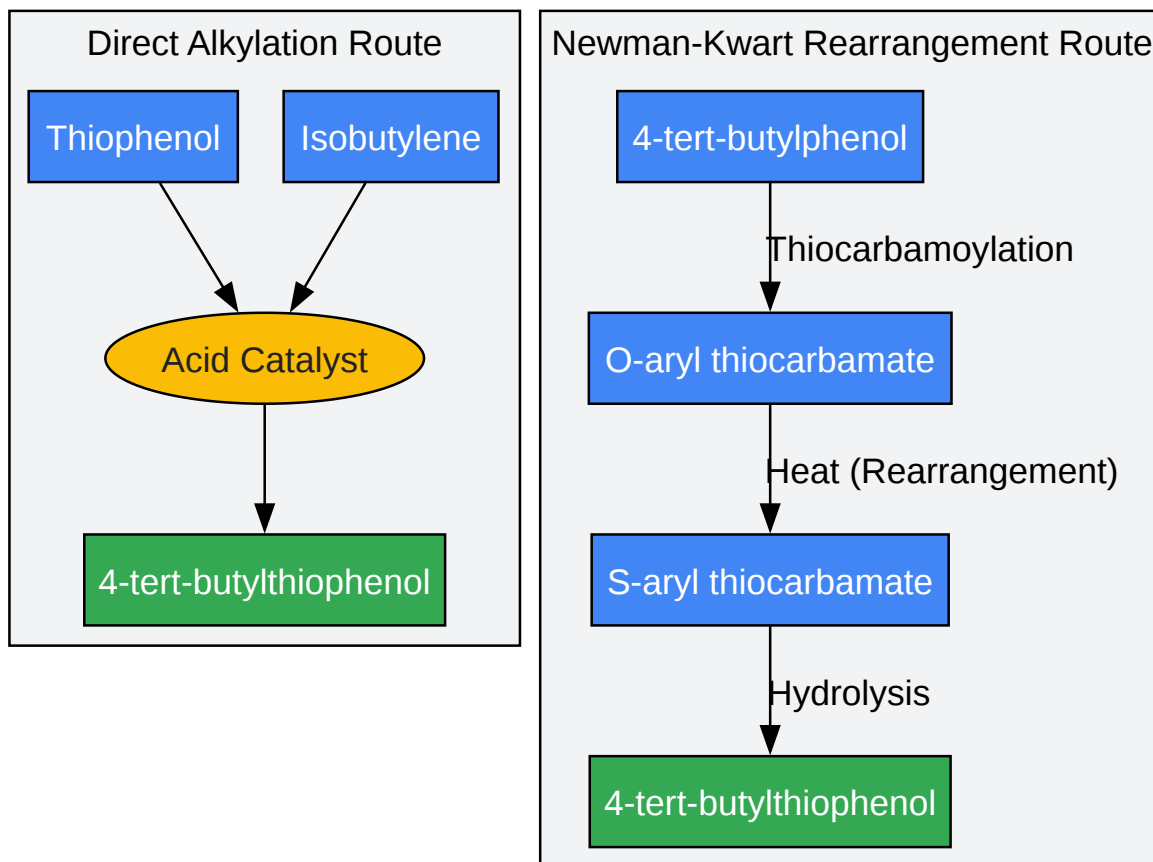 Direct Alkylation Route
Thiophenol
Isobutylene
Acid Catalyst
4-tert-butylthiophenol
Newman-Kwart Rearrangement Route
4-tert-butylphenol
Thiocarbamoylation
O-aryl thiocarbamate
Heat (Rearrangement)
S-aryl thiocarbamate
Hydrolysis
4-tert-butylthiophenol